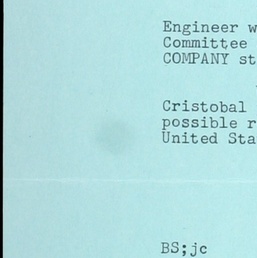 Engineer w
Committee
COMPANY st
Cristobal
possible r
United Sta
BS;jc